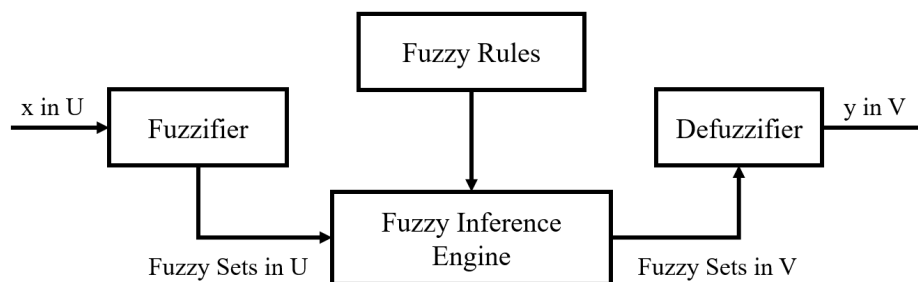 Fuzzy Rules
x in U
Fuzzifier
Defuzzifier
y in V
Fuzzy Inference
Engine
Fuzzy Sets in U
Fuzzy Sets in V